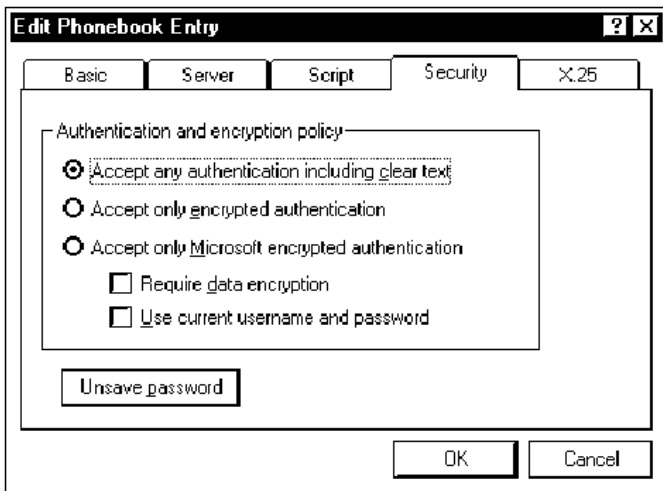 Edit Phonebook Entry
Basic Server Script Security X.25
Authentication and encryption policy
Accept any authentication including clear text
Accept only encrypted authentication
Accept only Microsoft encrypted authentication
Require data encryption
Use current username and password
Unsave password
OK Cancel